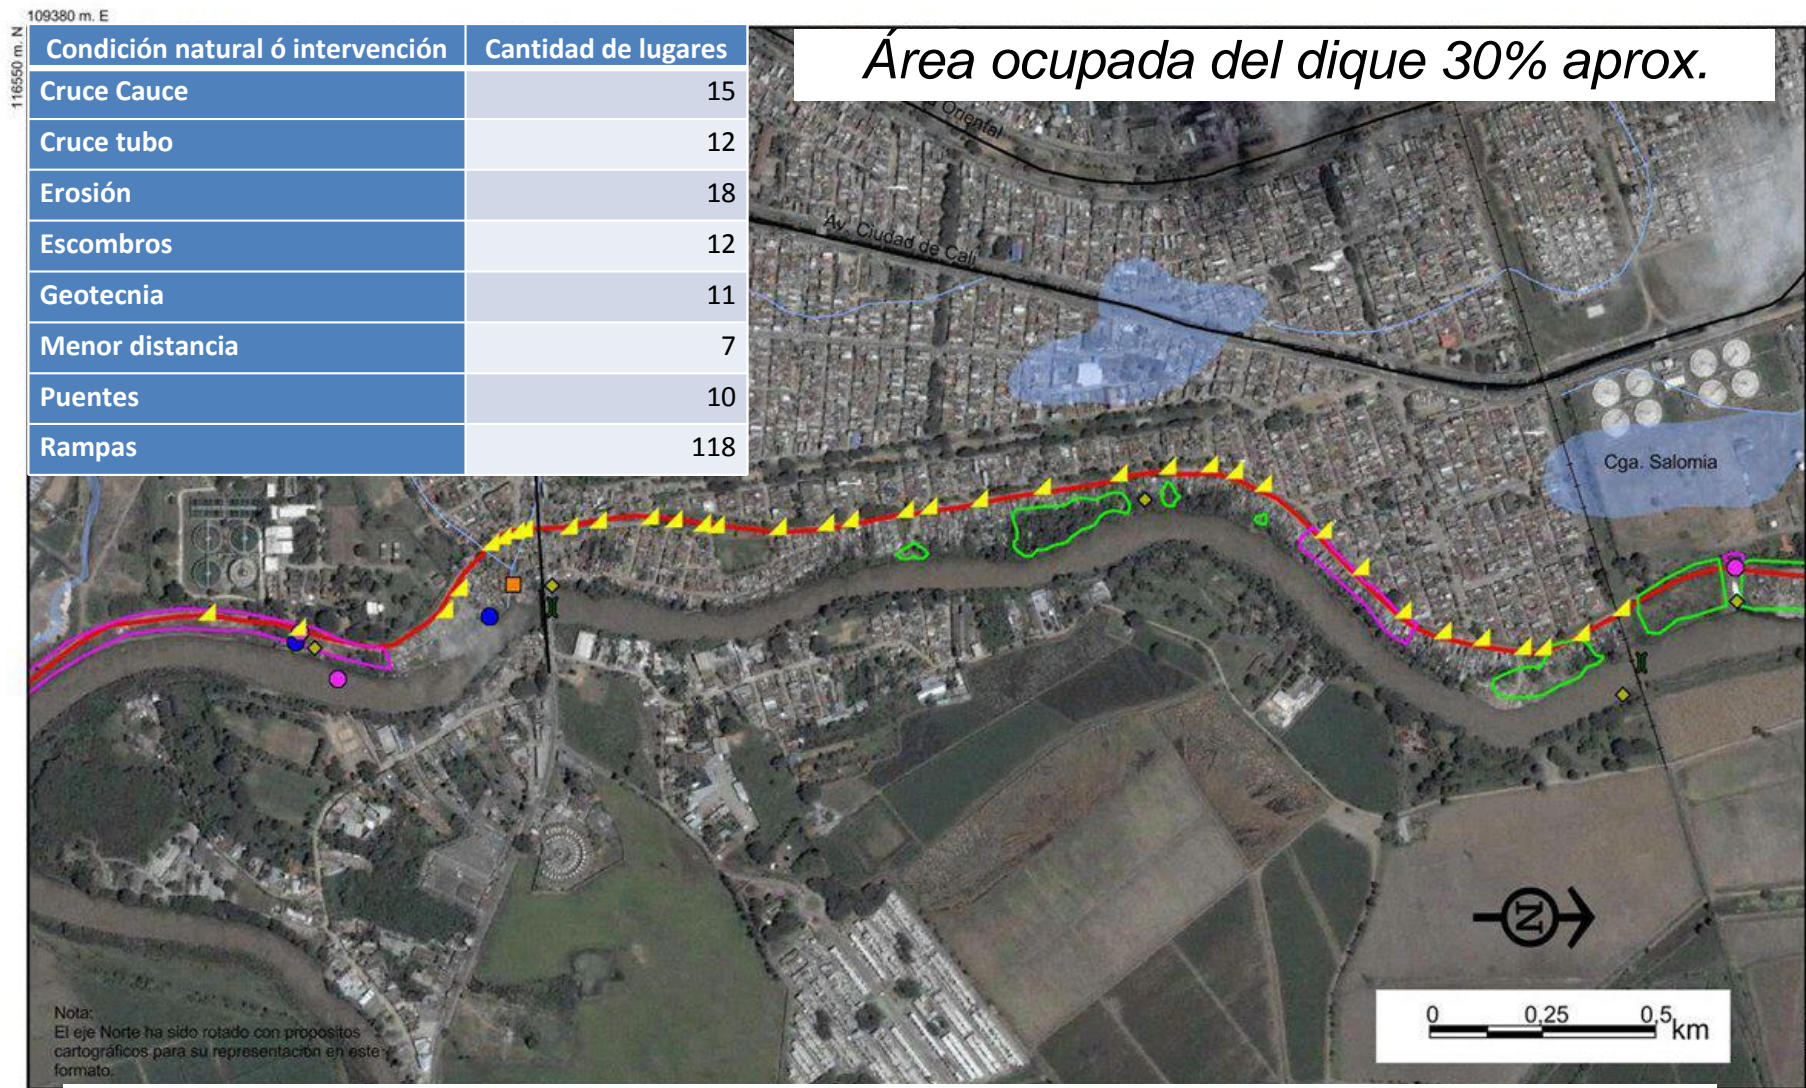 109380 m. E
116550 m. N
Condición natural ó intervención Cantidad de lugares
Cruce Cauce 15
Cruce tubo 12
Erosión 18
Escombros 12
Geotecnia 11
Menor distancia 7
Puentes 10
Rampas 118
Área ocupada del dique 30% aprox.
Oriental
Av. Ciudad de Cali
Cga. Salomia
N
0 0,25 0,5 km
Nota:
El eje Norte ha sido rotado con propositos
cartográficos para su representación en este
formato.